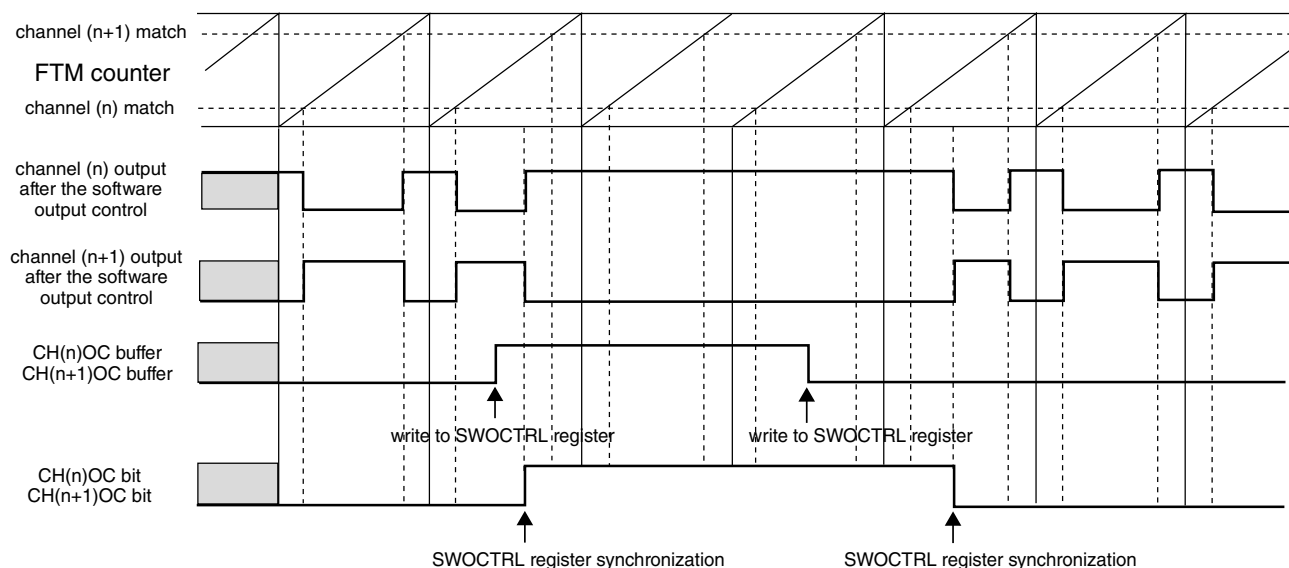 channel (n+1) match
FTM counter
channel (n) match
channel (n) output
after the software
output control
channel (n+1) output
after the software
output control
CH(n)OC buffer
CH(n+1)OC buffer
write to SWOCTRL register
write to SWOCTRL register
CH(n)OC bit
CH(n+1)OC bit
SWOCTRL register synchronization
SWOCTRL register synchronization